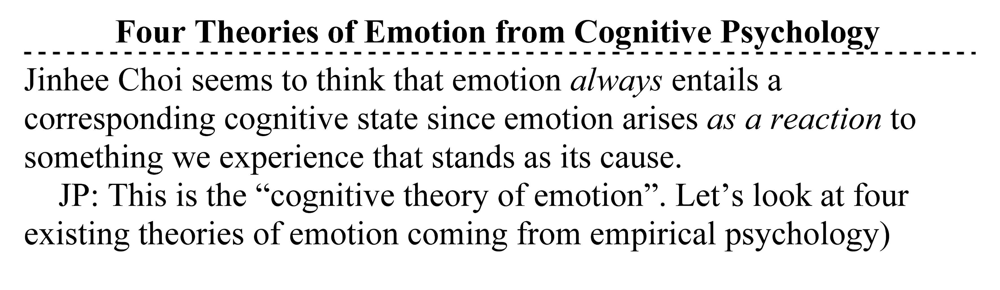 Four Theories of Emotion from Cognitive Psychology
Jinhee Choi seems to think that emotion always entails a
corresponding cognitive state since emotion arises as a reaction to
something we experience that stands as its cause.
JP: This is the “cognitive theory of emotion”. Let’s look at four
existing theories of emotion coming from empirical psychology)